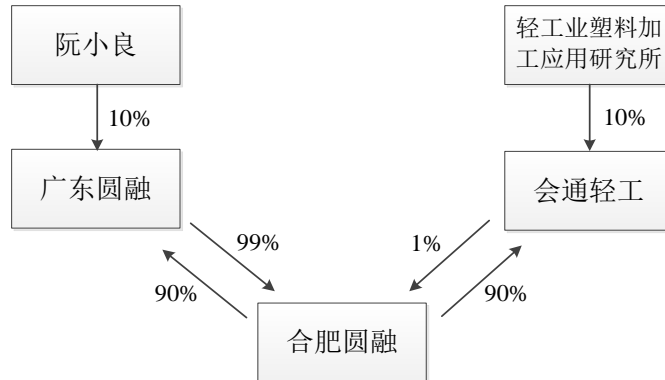 阮小良
轻工业塑料加
工应用研究所
10%
10%
广东圆融
会通轻工
99%
1%
90%
90%
合肥圆融